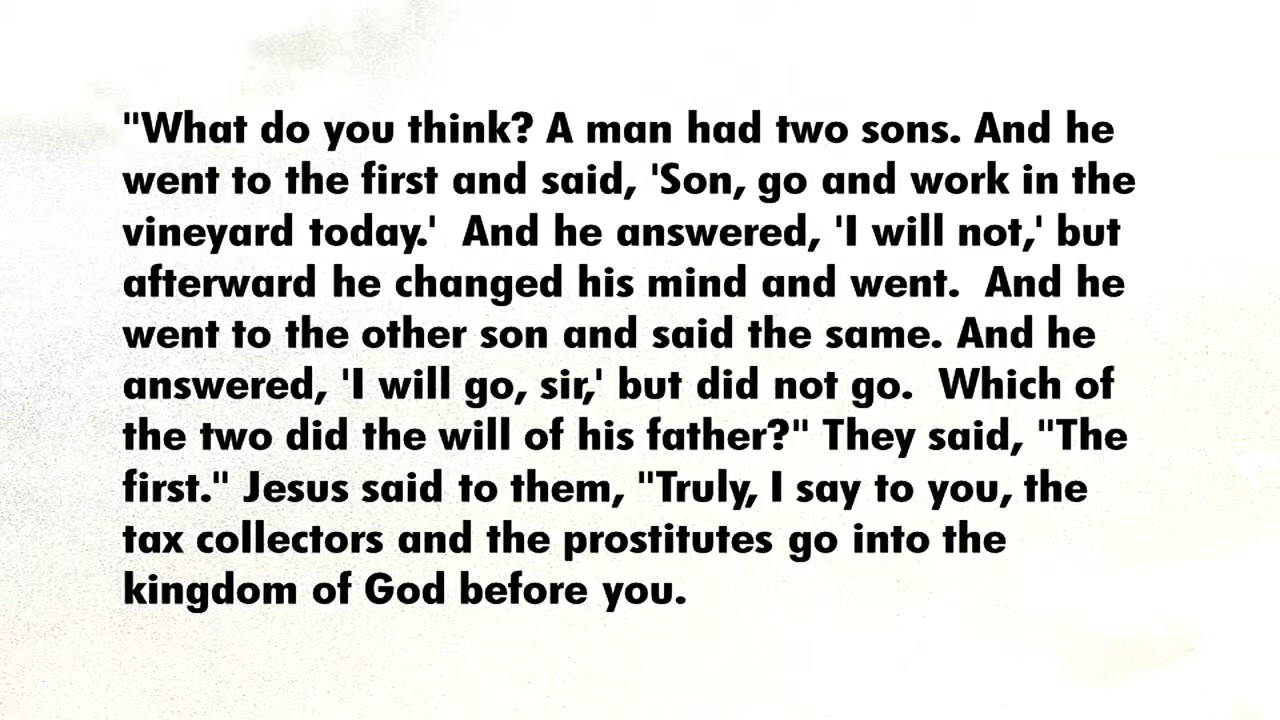 "What do you think? A man had two sons. And he
went to the first and said, 'Son, go and work in the
vineyard today.'  And he answered, 'I will not,' but
afterward he changed his mind and went.  And he
went to the other son and said the same. And he
answered, 'I will go, sir,' but did not go.  Which of
the two did the will of his father?" They said, "The
first." Jesus said to them, "Truly, I say to you, the
tax collectors and the prostitutes go into the
kingdom of God before you.